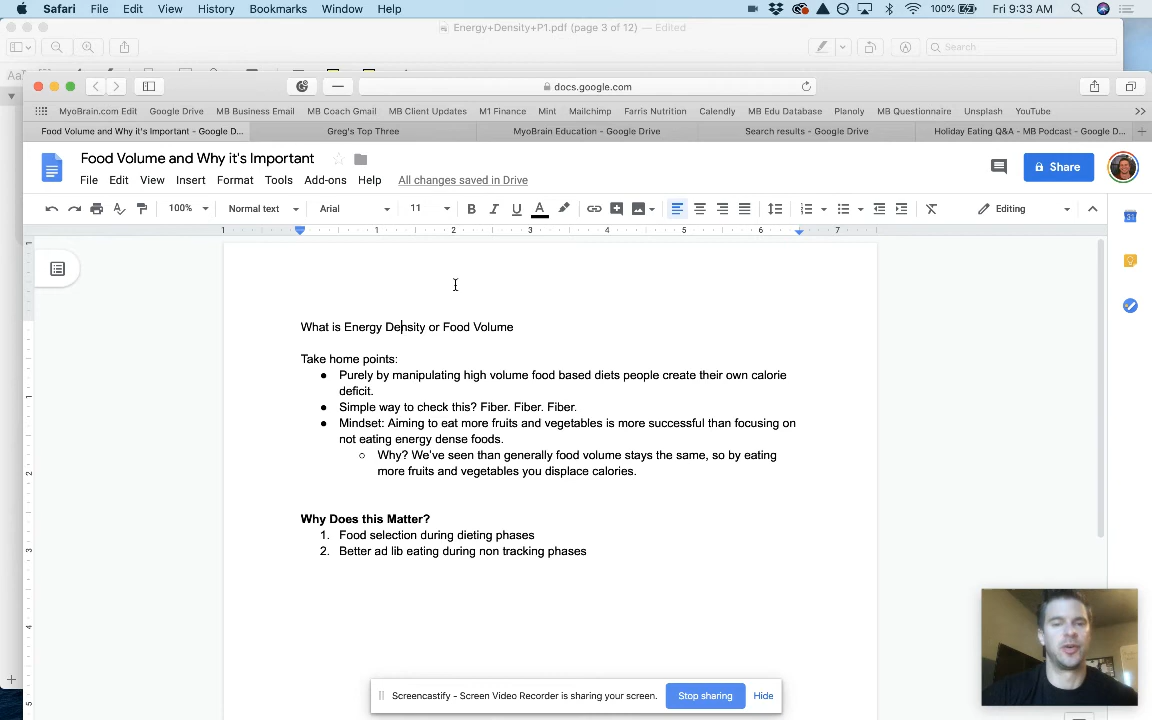 Safari File Edit View History Bookmarks Window Help 100% Fri 9:33 AM
Energy+Density+P1.pdf (page 3 of 12) — Edited
Search
docs.google.com
MyoBrain.com Edit Google Drive MB Business Email MB Coach Gmail MB Client Updates M1 Finance Mint Mailchimp Farris Nutrition Calendly MB Edu Database Planoly MB Questionnaire Unsplash YouTube
Food Volume and Why it's Important - Google D... Greg's Top Three MyoBrain Education - Google Drive Search results - Google Drive Holiday Eating Q&A - MB Podcast - Google D...
Food Volume and Why it's Important
Share
File Edit View Insert Format Tools Add-ons Help All changes saved in Drive
100% Normal text Arial 11 B I U A Editing
1 1 2 3 4 5 6 7
What is Energy Density or Food Volume
Take home points:
● Purely by manipulating high volume food based diets people create their own calorie
deficit.
● Simple way to check this? Fiber. Fiber. Fiber.
● Mindset: Aiming to eat more fruits and vegetables is more successful than focusing on
not eating energy dense foods.
○ Why? We've seen than generally food volume stays the same, so by eating
more fruits and vegetables you displace calories.
Why Does this Matter?
1. Food selection during dieting phases
2. Better ad lib eating during non tracking phases
Screencastify - Screen Video Recorder is sharing your screen. Stop sharing Hide